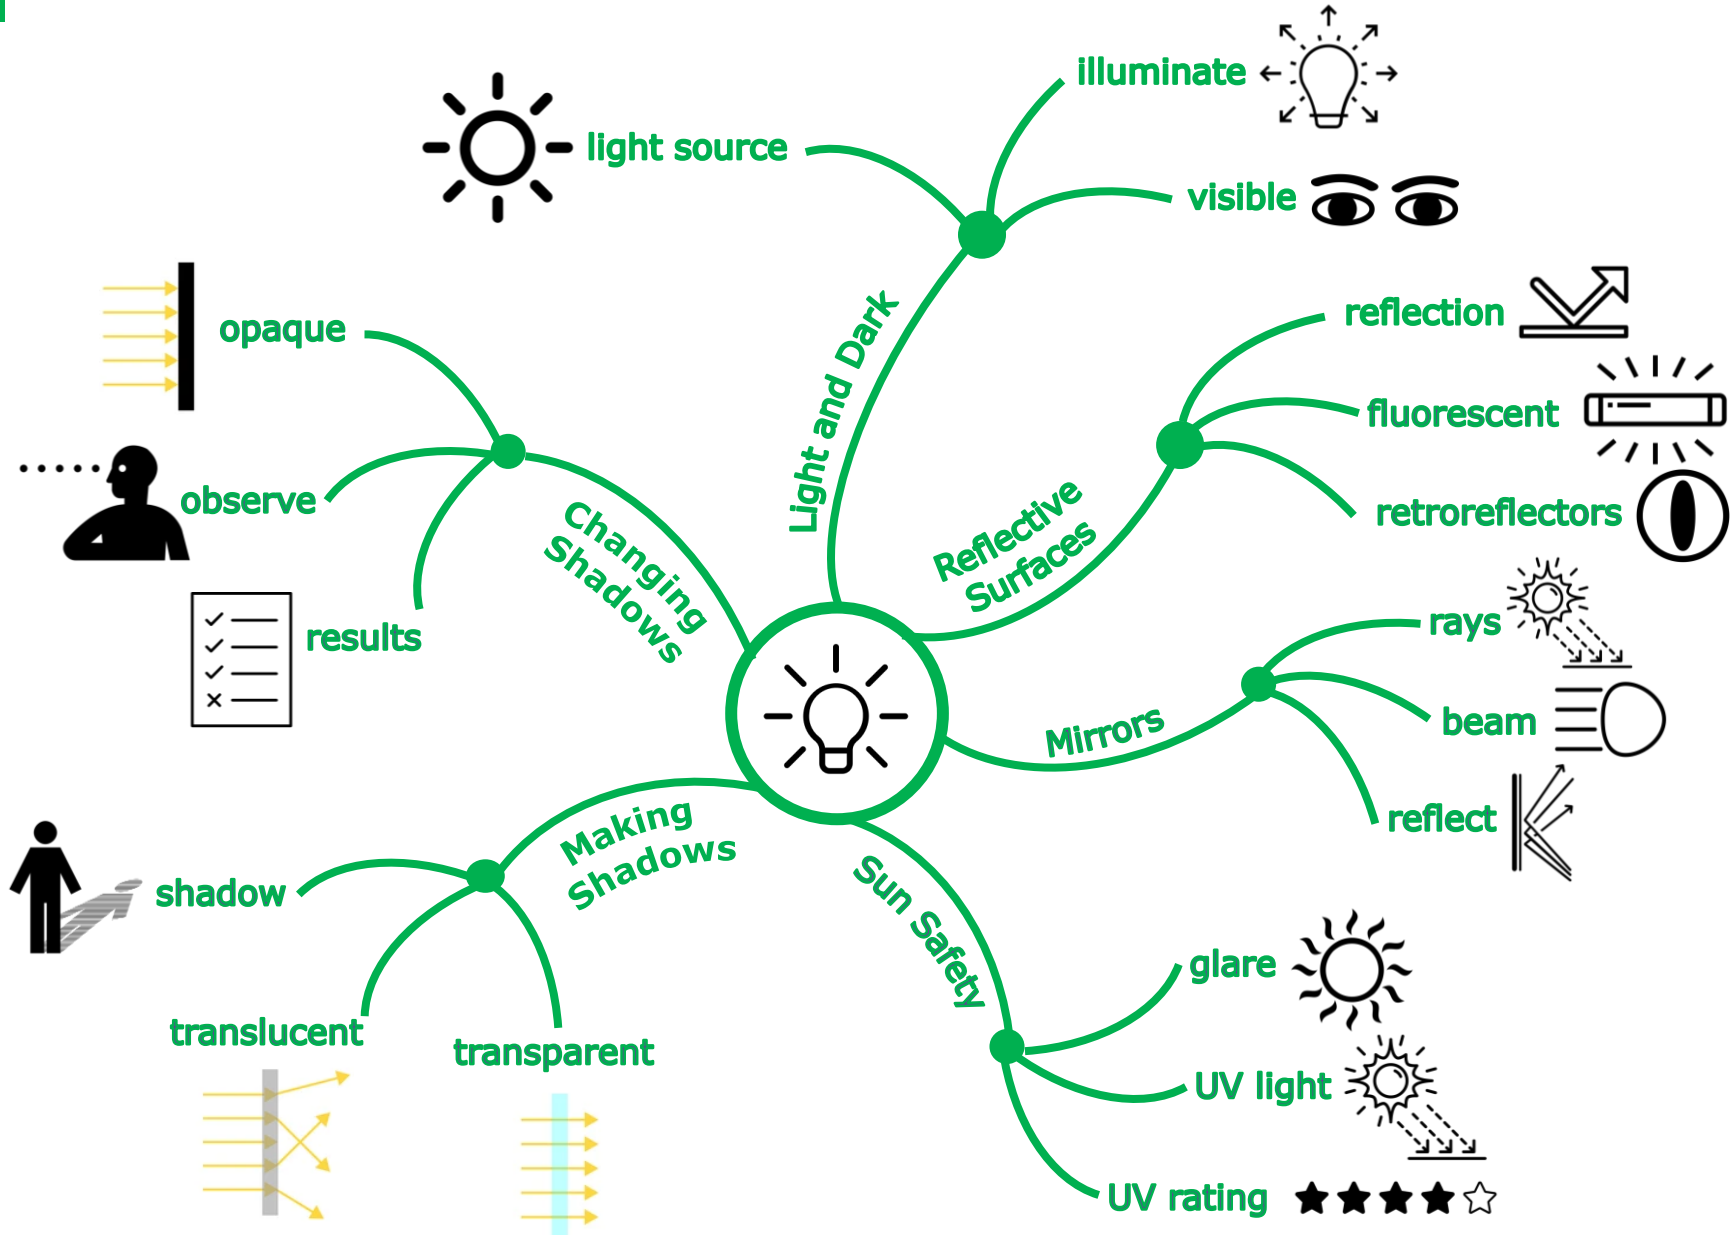 illuminate
light source
visible
Light and Dark
reflection
fluorescent
retroreflectors
Reflective
Surfaces
rays
beam
reflect
Mirrors
glare
UV light
UV rating
Sun Safety
Making
Shadows
shadow
translucent
transparent
Changing
Shadows
opaque
observe
results